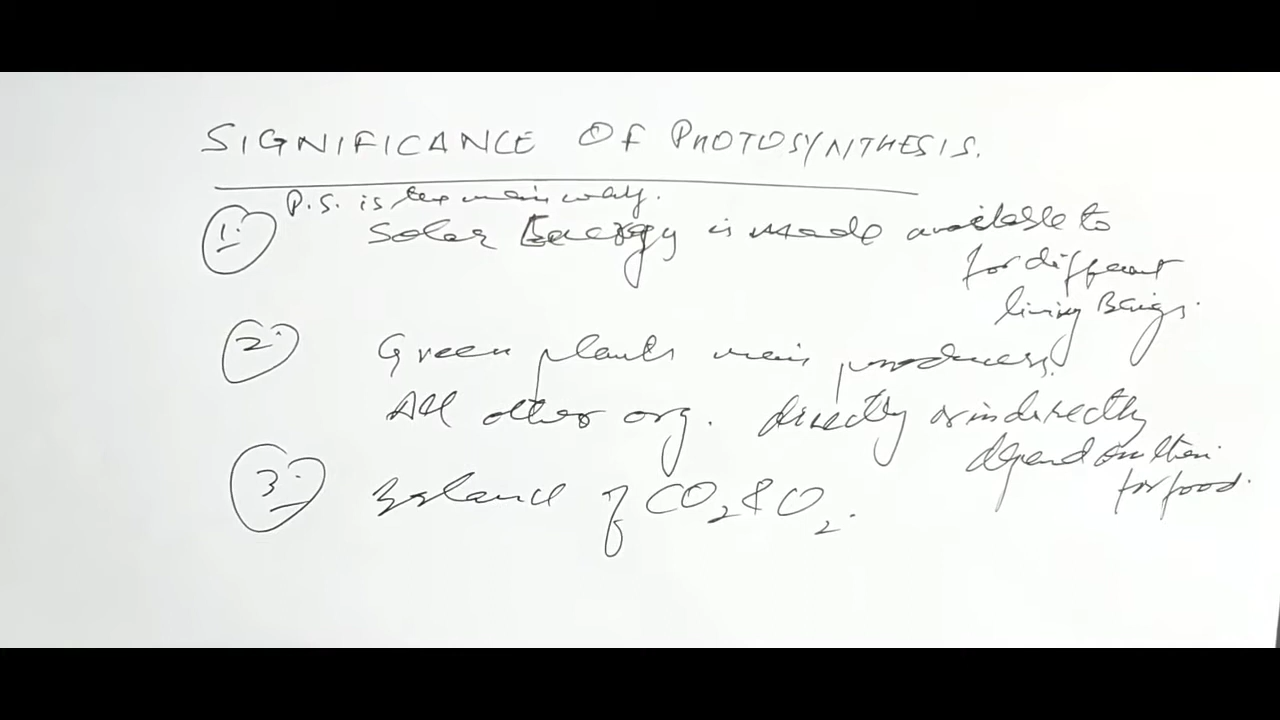 SIGNIFICANCE OF PHOTOSYNTHESIS.
P.S. is the main way.
1. Solar Energy is made available to
for different
living Beings.
2. Green plants main producers.
All other org. directly or indirectly
depend on them
for food.
3. Balance of CO₂ & O₂.